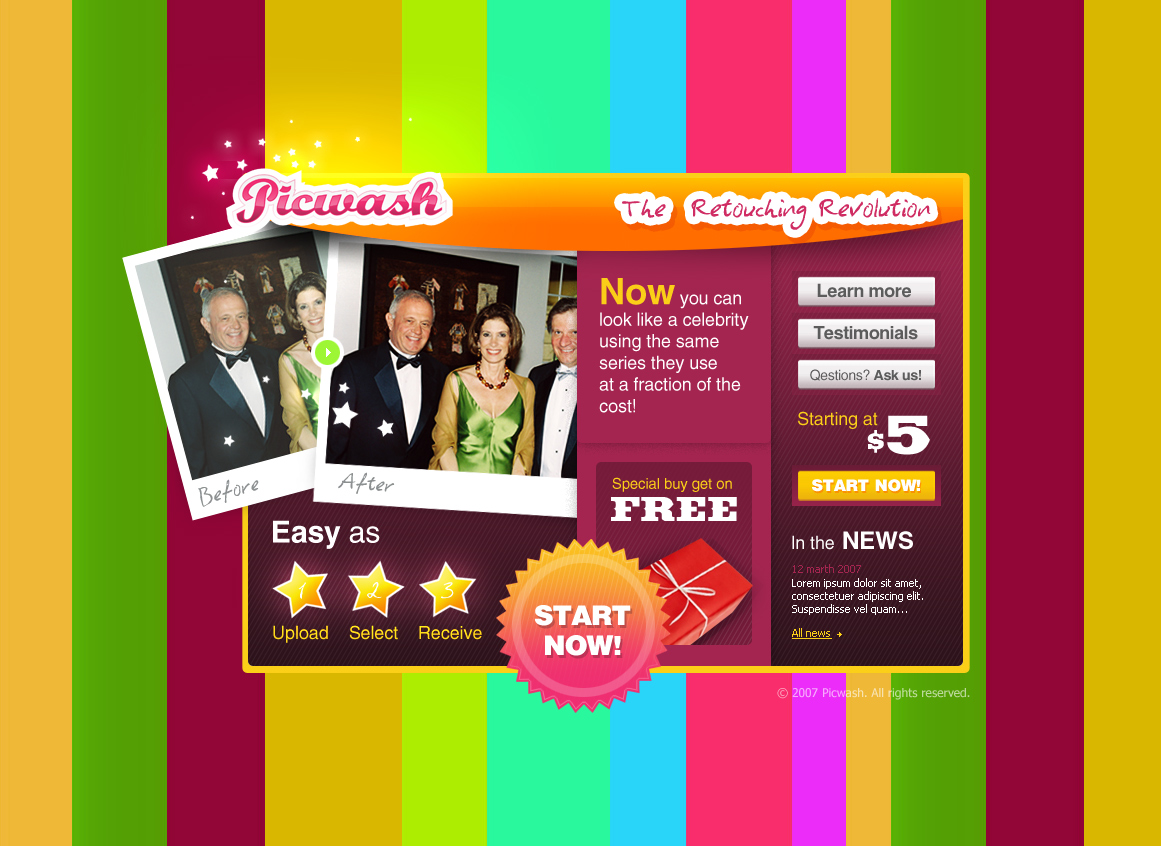 Picwash
The Retouching Revolution
Before
After
Now you can
look like a celebrity
using the same
series they use
at a fraction of the
cost!
Learn more
Testimonials
Qestions? Ask us!
Starting at
$5
START NOW!
Special buy get on
FREE
Easy as
1
2
3
Upload
Select
Receive
START
NOW!
In the NEWS
12 marth 2007
Lorem ipsum dolor sit amet,
consectetuer adipiscing elit.
Suspendisse vel quam...
All news
© 2007 Picwash. All rights reserved.